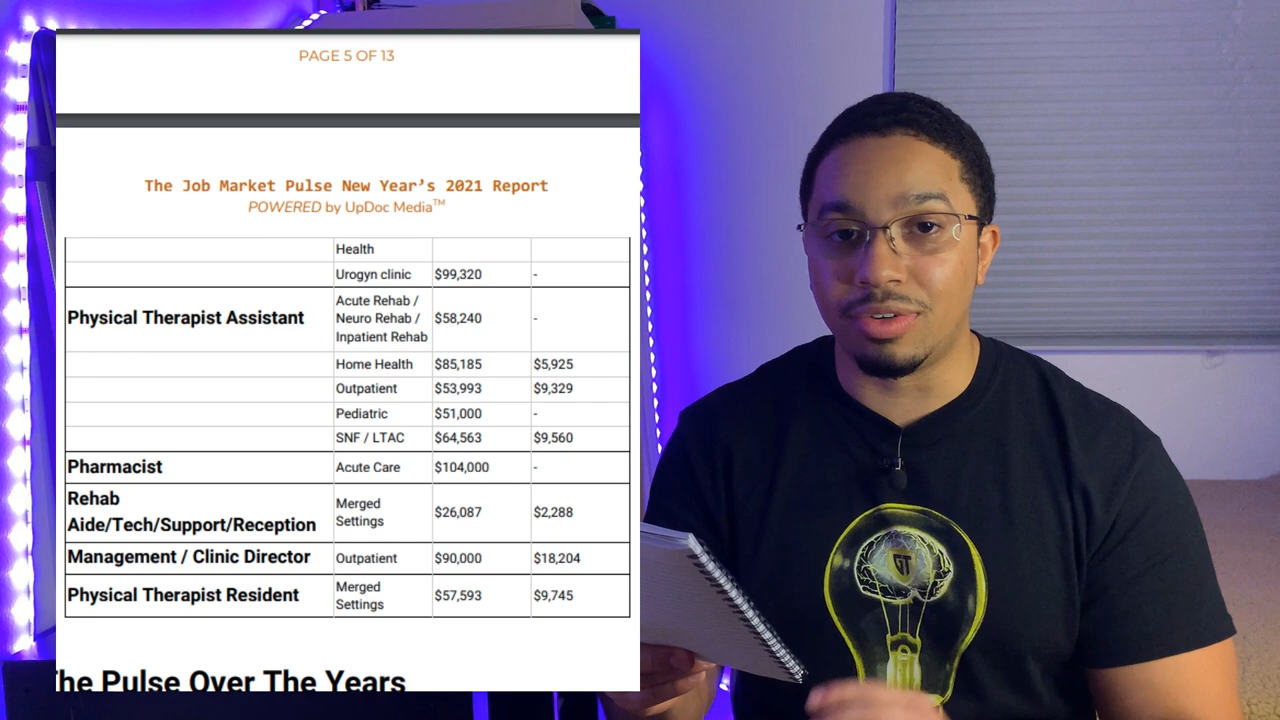 PAGE 5 OF 13
The Job Market Pulse New Year's 2021 Report
POWERED by UpDoc Media™
Health
Urogyn clinic $99,320 -
Physical Therapist Assistant
Acute Rehab /
Neuro Rehab /
Inpatient Rehab
$58,240 -
Home Health $85,185 $5,925
Outpatient $53,993 $9,329
Pediatric $51,000 -
SNF / LTAC $64,563 $9,560
Pharmacist Acute Care $104,000 -
Rehab
Aide/Tech/Support/Reception
Merged
Settings
$26,087 $2,288
Management / Clinic Director Outpatient $90,000 $18,204
Physical Therapist Resident
Merged
Settings
$57,593 $9,745
The Pulse Over The Years
GT